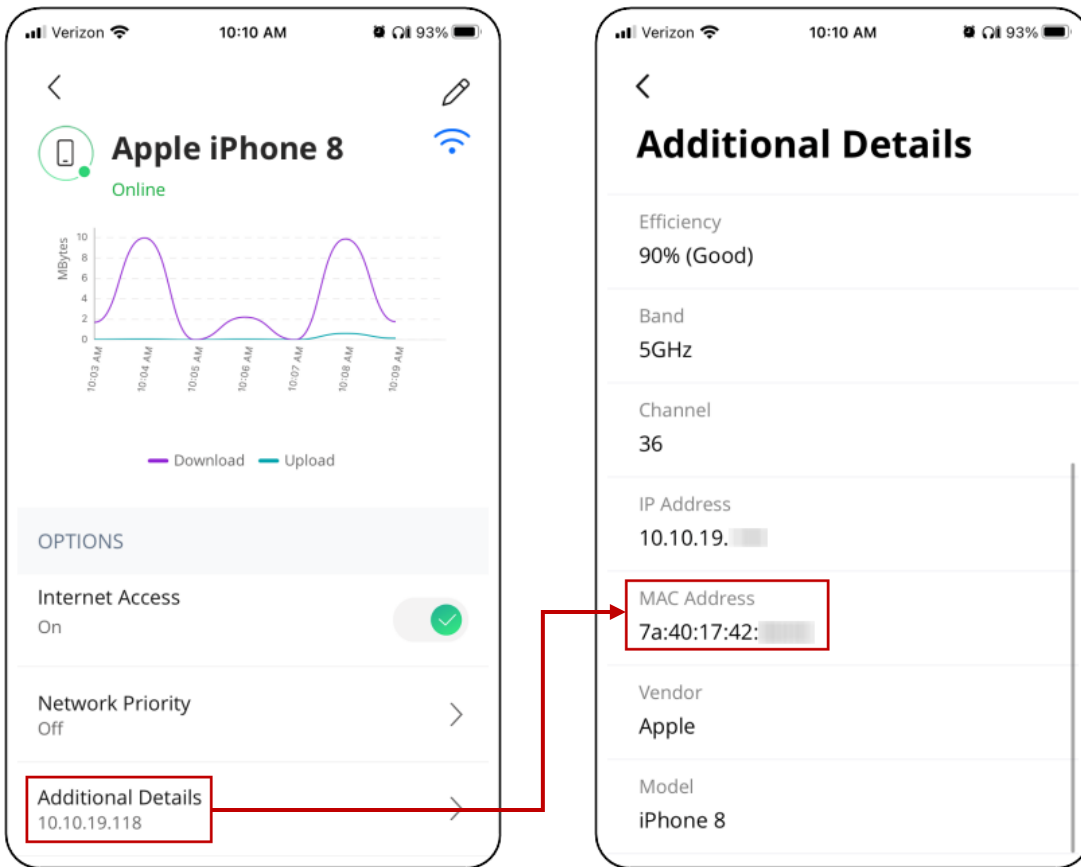 Verizon
10:10 AM
93%
Apple iPhone 8
Online
MBytes
10
8
6
4
2
0
10:03 AM
10:04 AM
10:05 AM
10:06 AM
10:07 AM
10:08 AM
10:09 AM
Download
Upload
OPTIONS
Internet Access
On
Network Priority
Off
Additional Details
10.10.19.118
Verizon
10:10 AM
93%
Additional Details
Efficiency
90% (Good)
Band
5GHz
Channel
36
IP Address
10.10.19.
MAC Address
7a:40:17:42:
Vendor
Apple
Model
iPhone 8